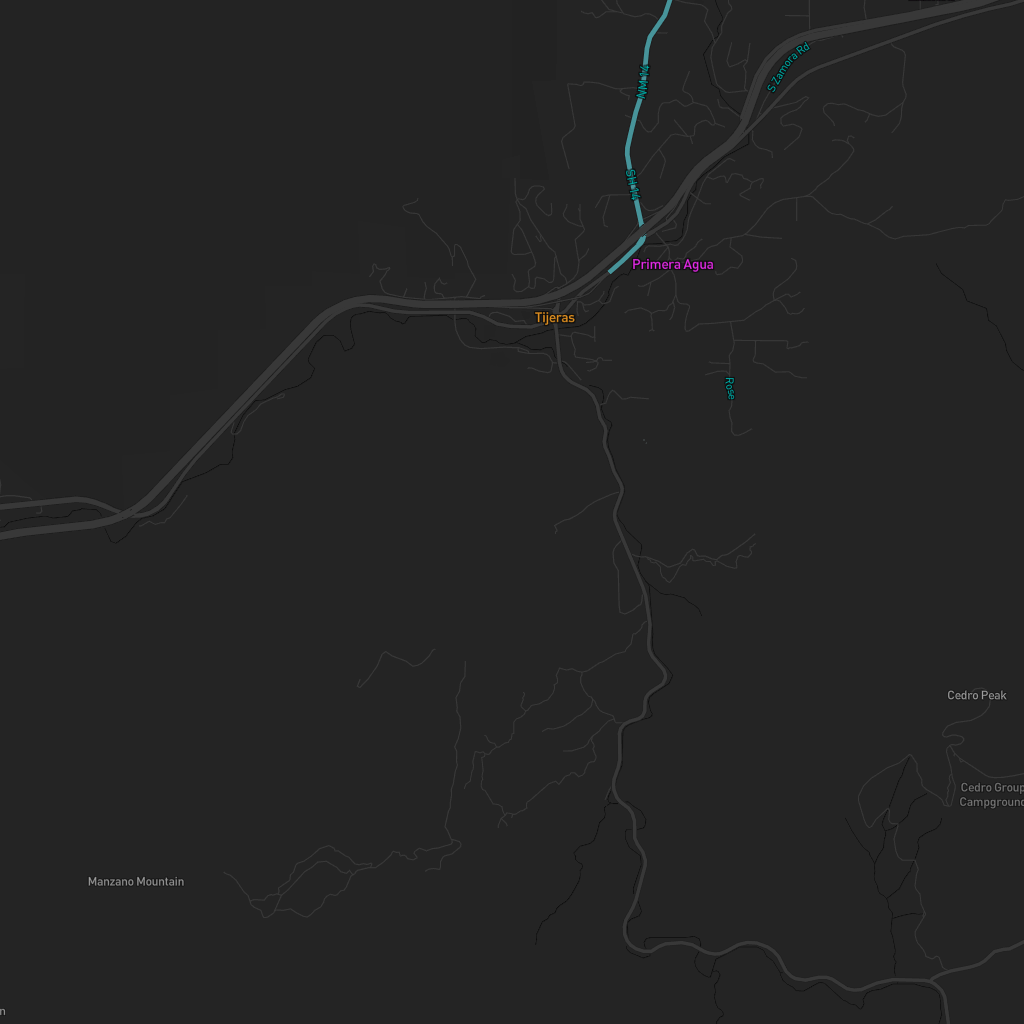 S Zamora Rd
NM 14
SH 14
Primera Agua
Tijeras
Rose
Cedro Peak
Cedro Group
Campground
Manzano Mountain
n